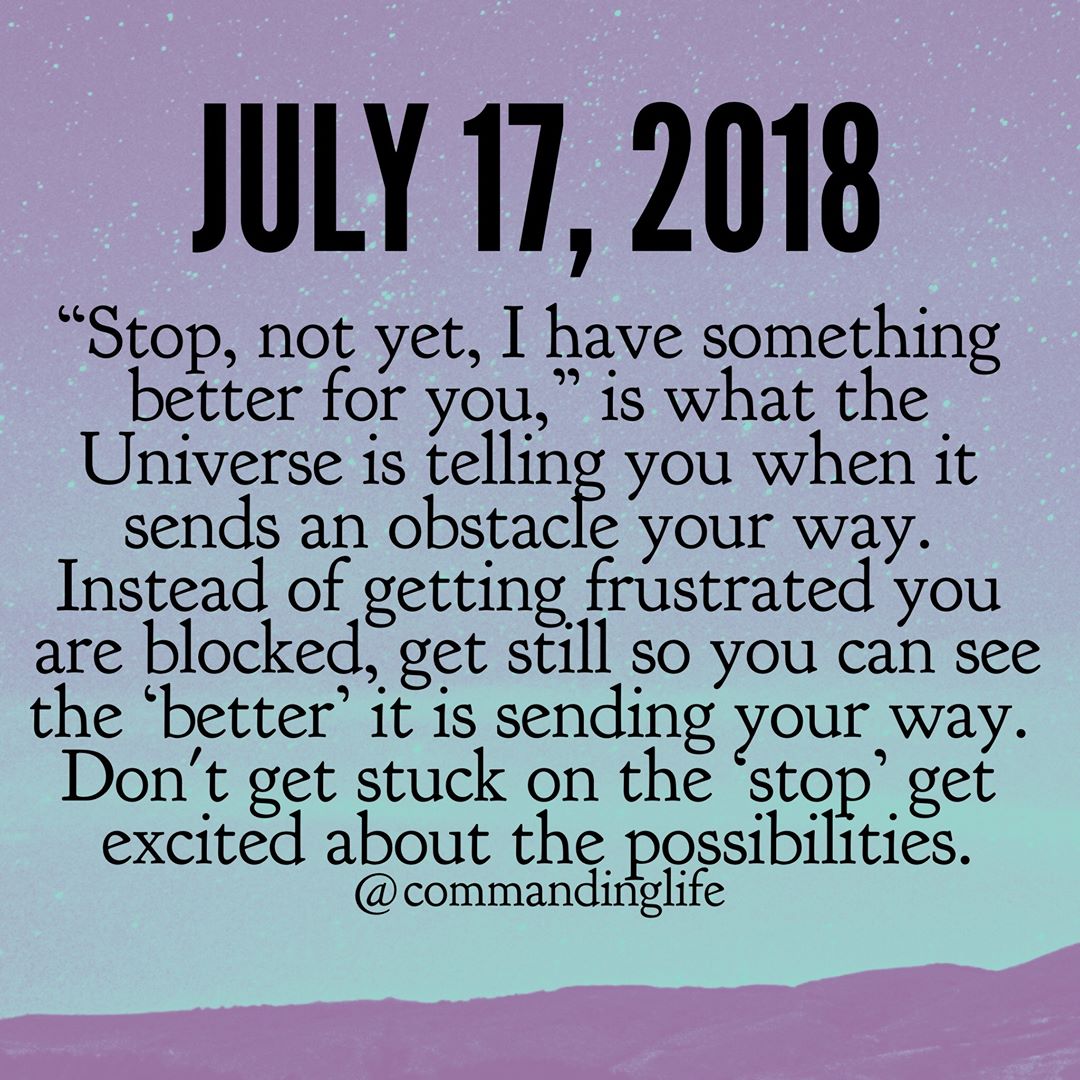 JULY 17, 2018
“Stop, not yet, I have something
better for you,” is what the
Universe is telling you when it
sends an obstacle your way.
Instead of getting frustrated you
are blocked, get still so you can see
the ‘better’ it is sending your way.
Don't get stuck on the ‘stop’ get
excited about the possibilities.
@commandinglife